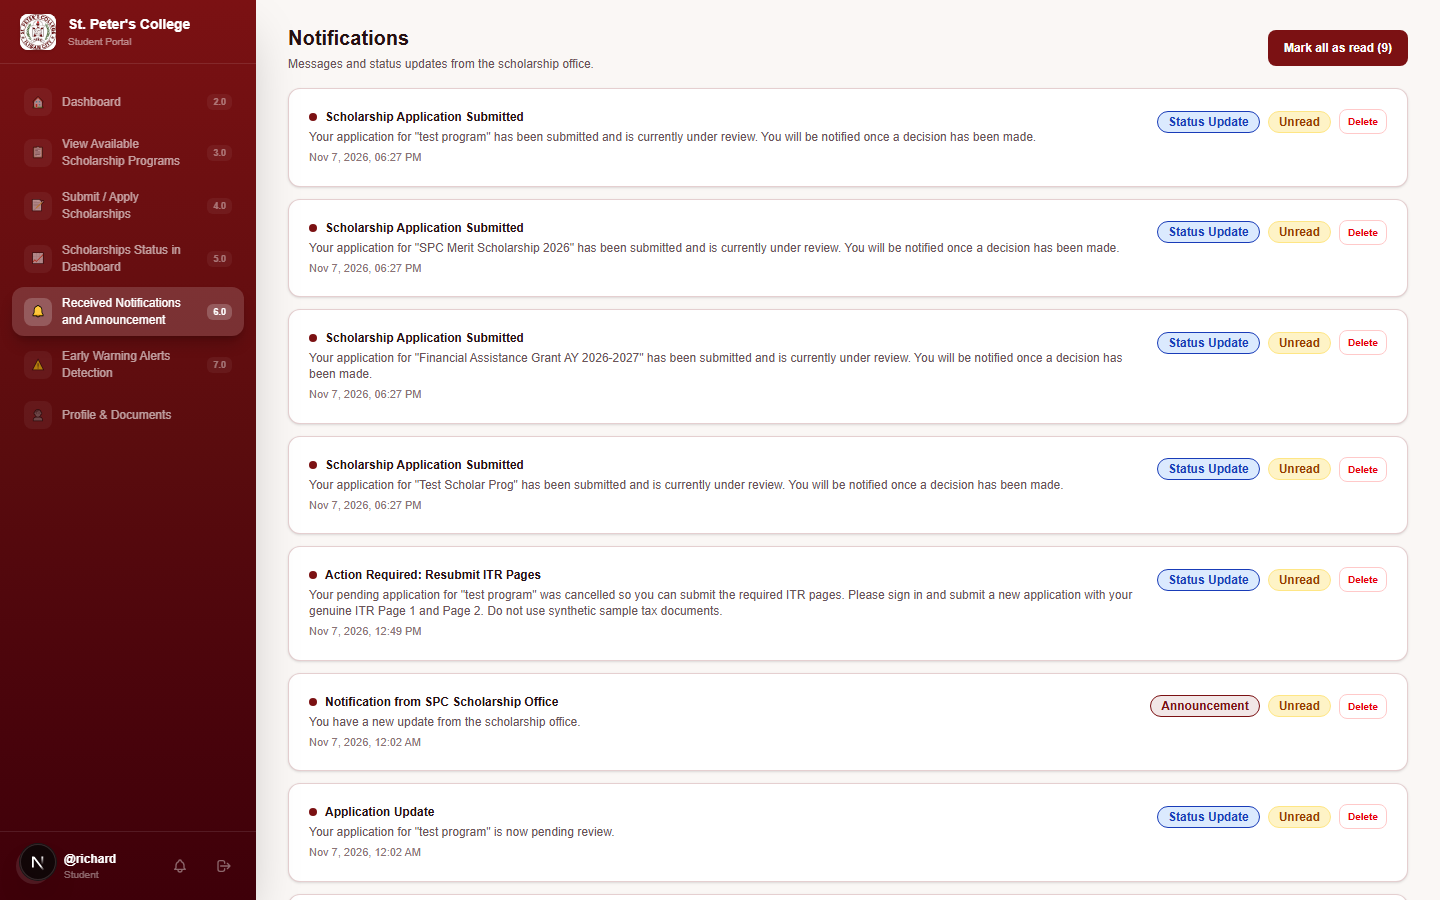 St. Peter's College
Student Portal
Dashboard
2.0
View Available
Scholarship Programs
3.0
Submit / Apply
Scholarships
4.0
Scholarships Status in
Dashboard
5.0
Received Notifications
and Announcement
6.0
Early Warning Alerts
Detection
7.0
Profile & Documents
N
@richard
Student
Notifications
Messages and status updates from the scholarship office.
Mark all as read (9)
Scholarship Application Submitted
Your application for "test program" has been submitted and is currently under review. You will be notified once a decision has been made.
Nov 7, 2026, 06:27 PM
Status Update
Unread
Delete
Scholarship Application Submitted
Your application for "SPC Merit Scholarship 2026" has been submitted and is currently under review. You will be notified once a decision has been made.
Nov 7, 2026, 06:27 PM
Status Update
Unread
Delete
Scholarship Application Submitted
Your application for "Financial Assistance Grant AY 2026-2027" has been submitted and is currently under review. You will be notified once a decision has
been made.
Nov 7, 2026, 06:27 PM
Status Update
Unread
Delete
Scholarship Application Submitted
Your application for "Test Scholar Prog" has been submitted and is currently under review. You will be notified once a decision has been made.
Nov 7, 2026, 06:27 PM
Status Update
Unread
Delete
Action Required: Resubmit ITR Pages
Your pending application for "test program" was cancelled so you can submit the required ITR pages. Please sign in and submit a new application with your
genuine ITR Page 1 and Page 2. Do not use synthetic sample tax documents.
Nov 7, 2026, 12:49 PM
Status Update
Unread
Delete
Notification from SPC Scholarship Office
You have a new update from the scholarship office.
Nov 7, 2026, 12:02 AM
Announcement
Unread
Delete
Application Update
Your application for "test program" is now pending review.
Nov 7, 2026, 12:02 AM
Status Update
Unread
Delete